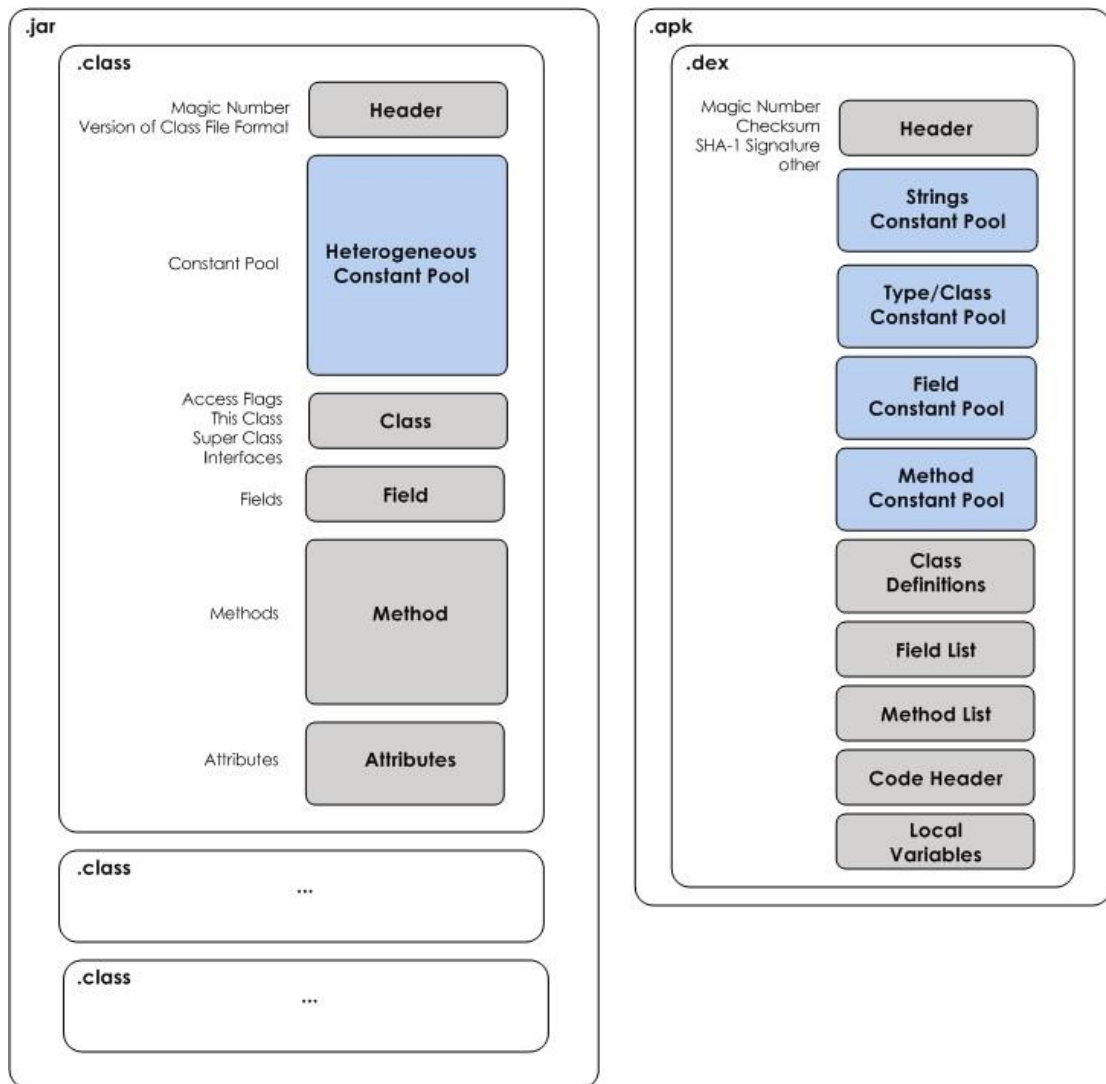 .jar
.class
Magic Number
Version of Class File Format
Header
Constant Pool
Heterogeneous
Constant Pool
Access Flags
This Class
Super Class
Interfaces
Class
Fields
Field
Methods
Method
Attributes
Attributes
.class
...
.class
...
.apk
.dex
Magic Number
Checksum
SHA-1 Signature
other
Header
Strings
Constant Pool
Type/Class
Constant Pool
Field
Constant Pool
Method
Constant Pool
Class
Definitions
Field List
Method List
Code Header
Local
Variables